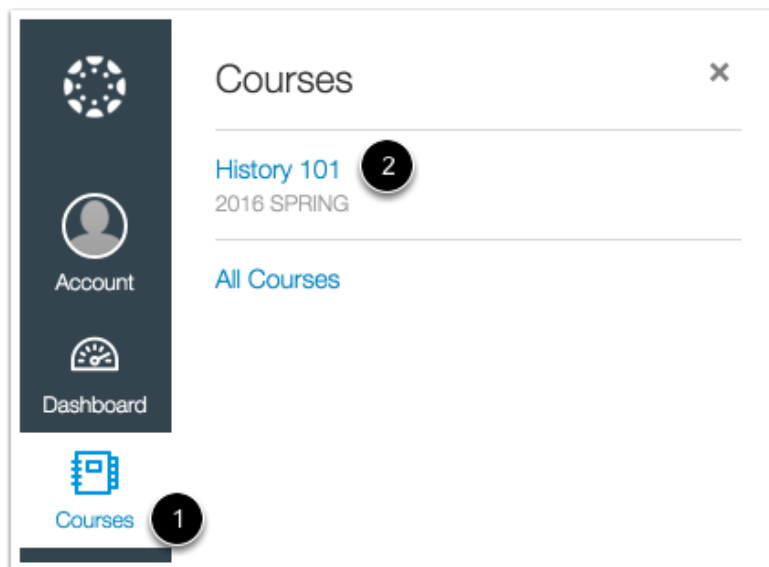 Courses
×
History 101
2
2016 SPRING
All Courses
Account
Dashboard
Courses
1